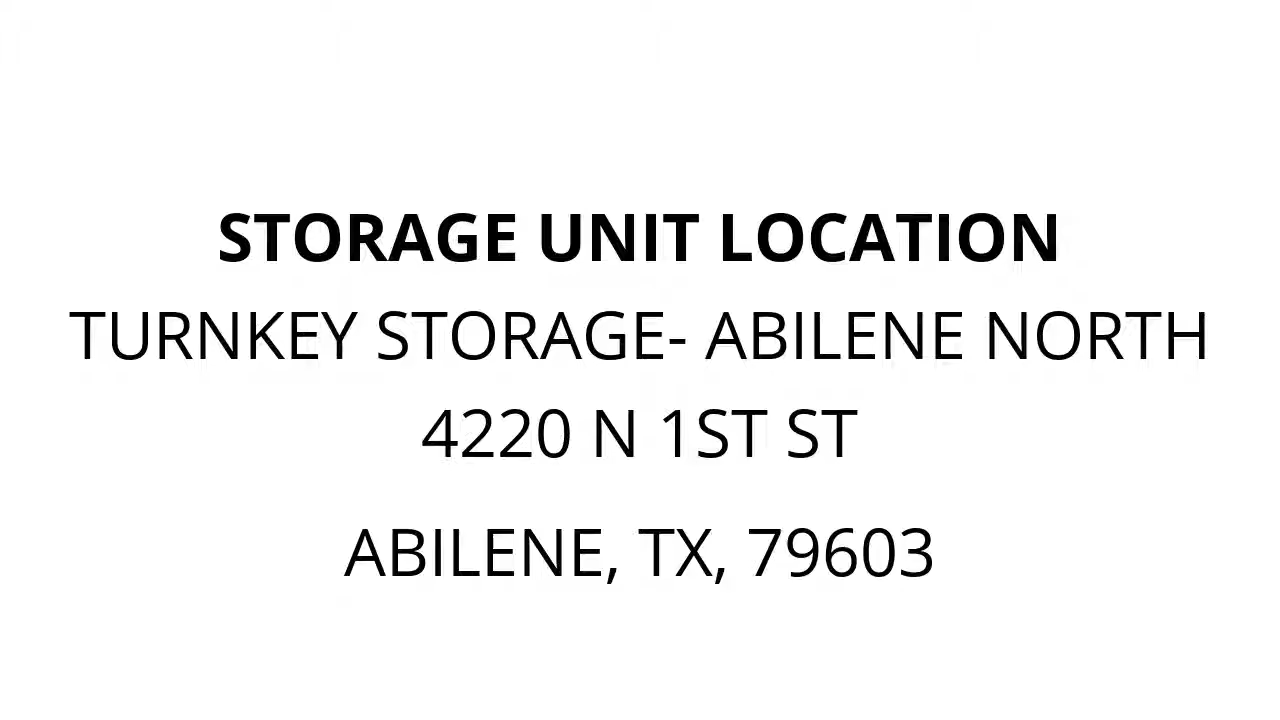 STORAGE UNIT LOCATION
TURNKEY STORAGE- ABILENE NORTH
4220 N 1ST ST
ABILENE, TX, 79603